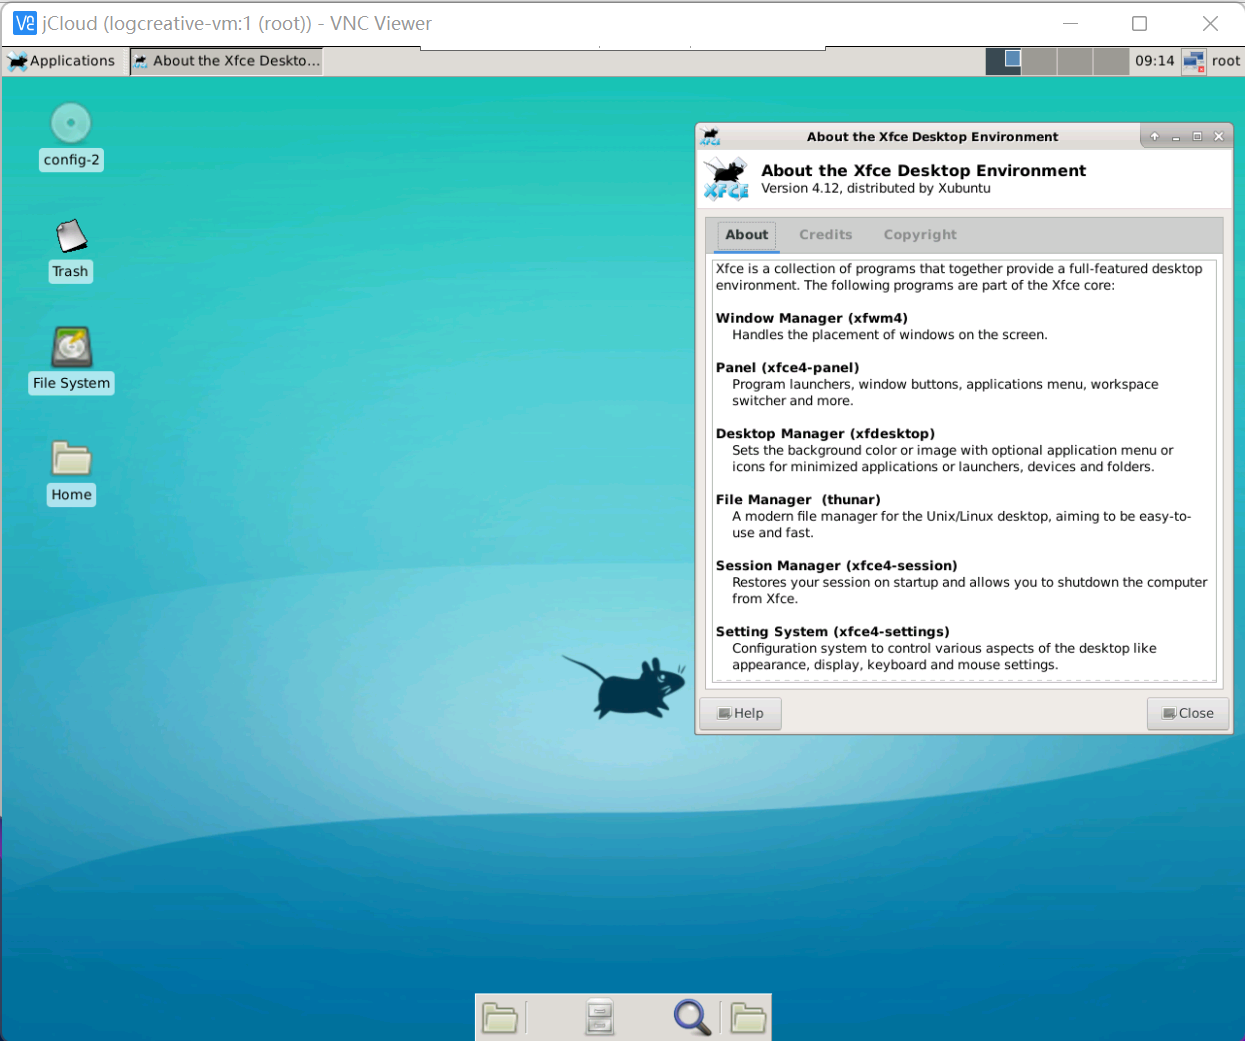 jCloud (logcreative-vm:1 (root)) - VNC Viewer
Applications
About the Xfce Deskto...
09:14
root
config-2
Trash
File System
Home
About the Xfce Desktop Environment
XFCE
About the Xfce Desktop Environment
Version 4.12, distributed by Xubuntu
About
Credits
Copyright
Xfce is a collection of programs that together provide a full-featured desktop
environment. The following programs are part of the Xfce core:
Window Manager (xfwm4)
Handles the placement of windows on the screen.
Panel (xfce4-panel)
Program launchers, window buttons, applications menu, workspace
switcher and more.
Desktop Manager (xfdesktop)
Sets the background color or image with optional application menu or
icons for minimized applications or launchers, devices and folders.
File Manager  (thunar)
A modern file manager for the Unix/Linux desktop, aiming to be easy-to-
use and fast.
Session Manager (xfce4-session)
Restores your session on startup and allows you to shutdown the computer
from Xfce.
Setting System (xfce4-settings)
Configuration system to control various aspects of the desktop like
appearance, display, keyboard and mouse settings.
Help
Close